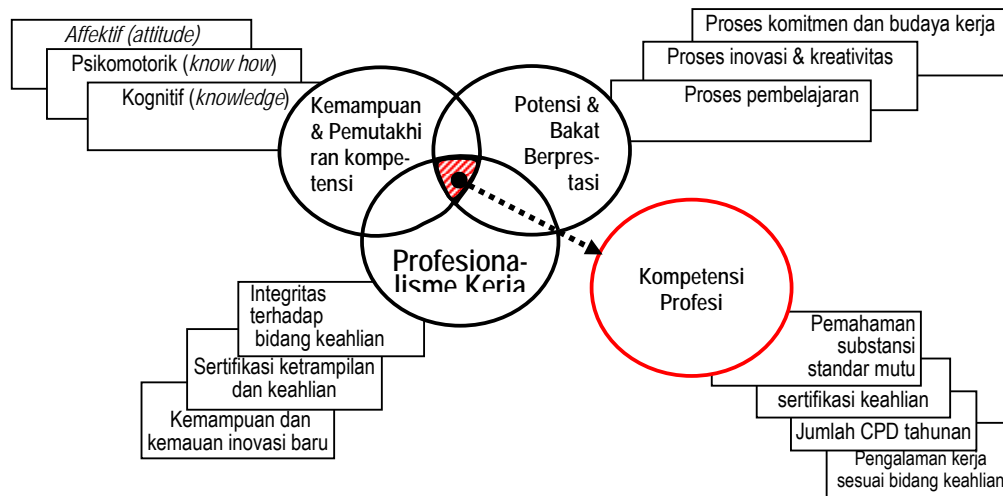 Affektif (attitude)
Psikomotorik (know how)
Kognitif (knowledge)
Proses komitmen dan budaya kerja
Proses inovasi & kreativitas
Proses pembelajaran
Kemampuan
& Pemutakhi
ran kompe-
tensi
Potensi &
Bakat
Berpres-
tasi
Profesiona-
lisme Kerja
Kompetensi
Profesi
Integritas
terhadap
bidang keahlian
Sertifikasi ketrampilan
dan keahlian
Kemampuan dan
kemauan inovasi baru
Pemahaman
substansi
standar mutu
sertifikasi keahlian
Jumlah CPD tahunan
Pengalaman kerja
sesuai bidang keahlian